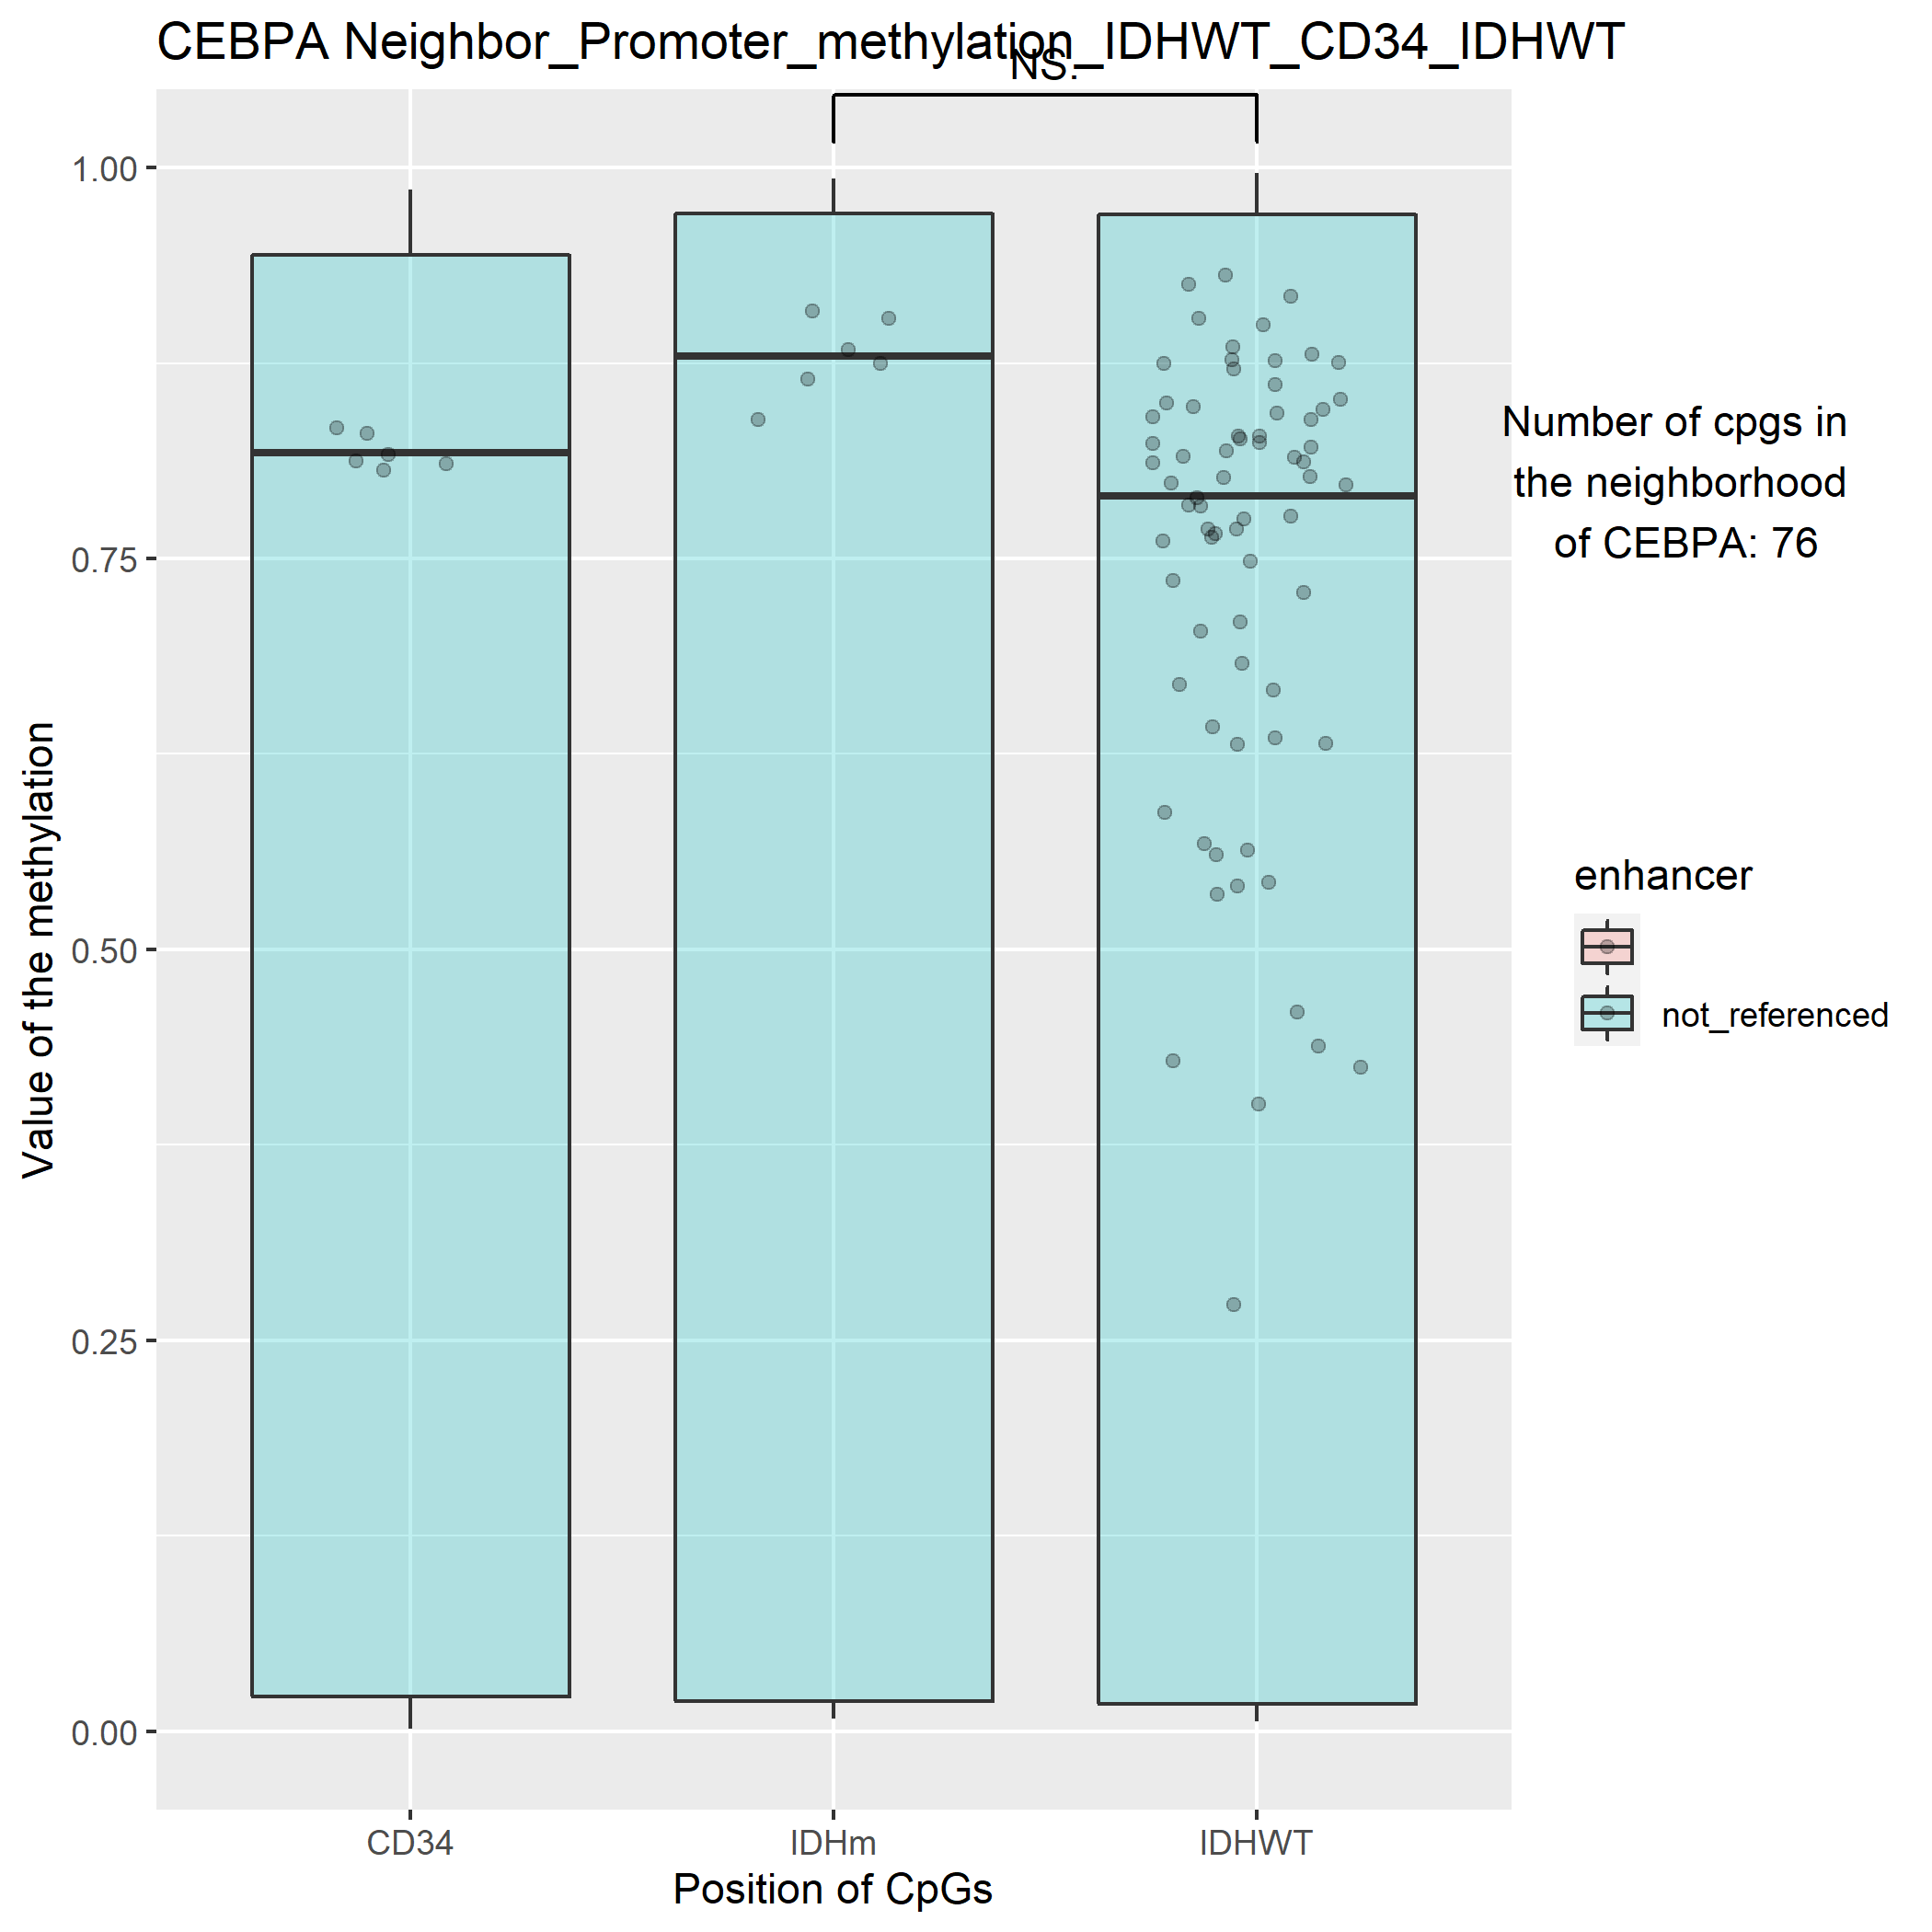 CEBPA Neighbor_Promoter_methylation_IDHWT_CD34_IDHWT
NS.
1.00
0.75
0.50
0.25
0.00
Value of the methylation
CD34
IDHm
IDHWT
Position of CpGs
Number of cpgs in
the neighborhood
of CEBPA: 76
enhancer
not_referenced